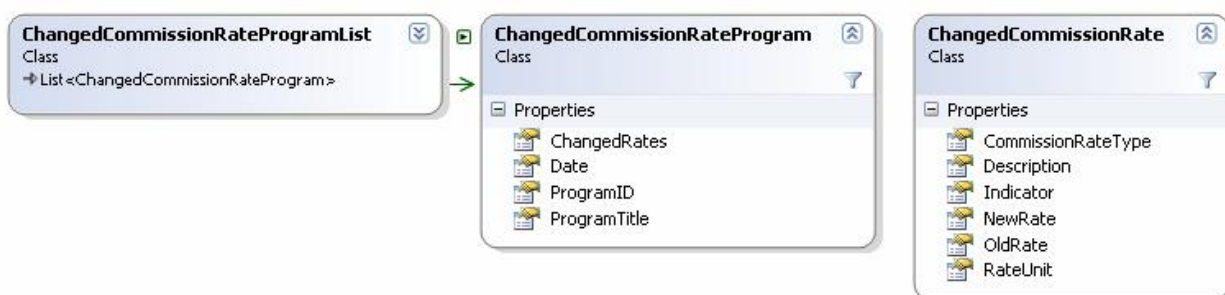 ChangedCommissionRateProgramList
Class
List<ChangedCommissionRateProgram>
ChangedCommissionRateProgram
Class
Properties
ChangedRates
Date
ProgramID
ProgramTitle
ChangedCommissionRate
Class
Properties
CommissionRateType
Description
Indicator
NewRate
OldRate
RateUnit